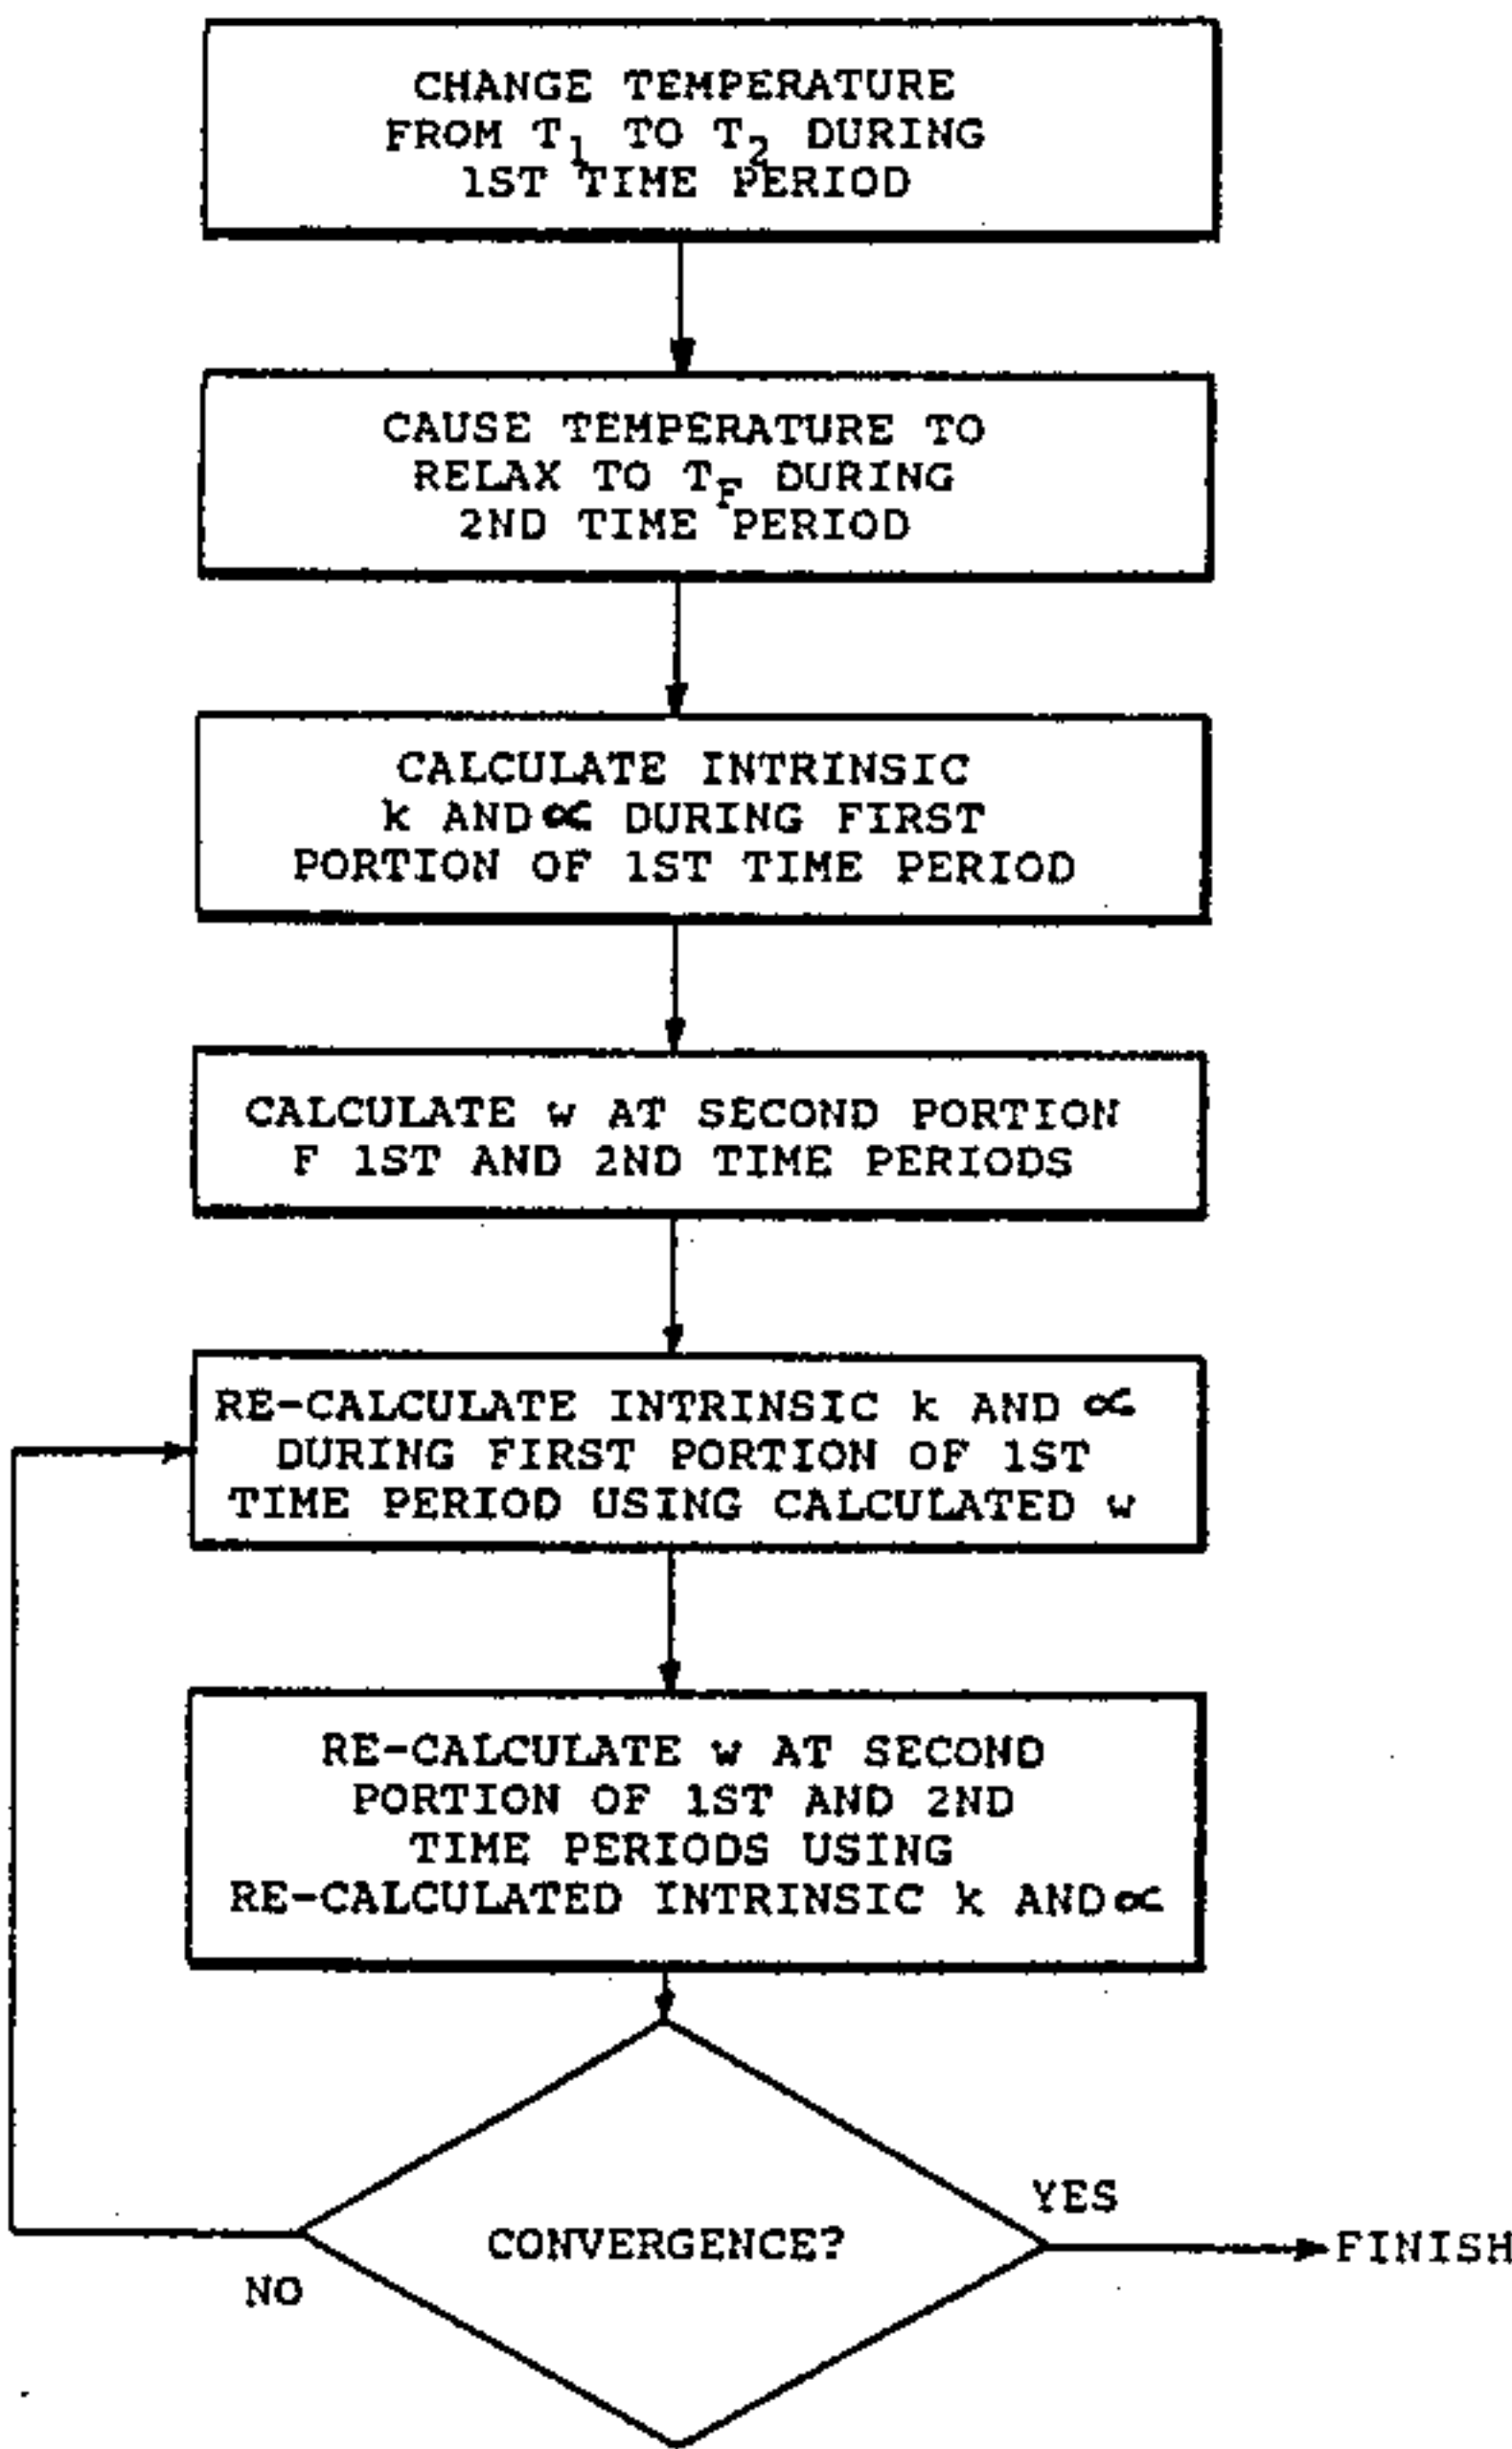 CHANGE TEMPERATURE
FROM T1 TO T2 DURING
1ST TIME PERIOD
CAUSE TEMPERATURE TO
RELAX TO TF DURING
2ND TIME PERIOD
CALCULATE INTRINSIC
k AND ∝ DURING FIRST
PORTION OF 1ST TIME PERIOD
CALCULATE w AT SECOND PORTION
F 1ST AND 2ND TIME PERIODS
RE-CALCULATE INTRINSIC k AND ∝
DURING FIRST PORTION OF 1ST
TIME PERIOD USING CALCULATED w
RE-CALCULATE w AT SECOND
PORTION OF 1ST AND 2ND
TIME PERIODS USING
RE-CALCULATED INTRINSIC k AND ∝
YES
CONVERGENCE?
FINISH
NO